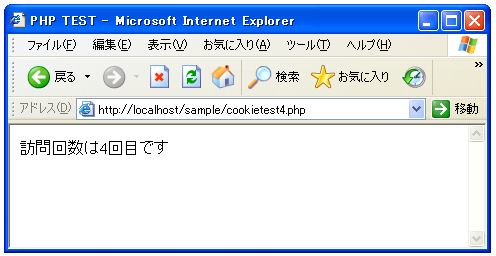 PHP TEST - Microsoft Internet Explorer
ファイル(F) 編集(E) 表示(V) お気に入り(A) ツール(T) ヘルプ(H)
戻る 検索 お気に入り
アドレス(D) http://localhost/sample/cookietest4.php 移動
訪問回数は4回目です